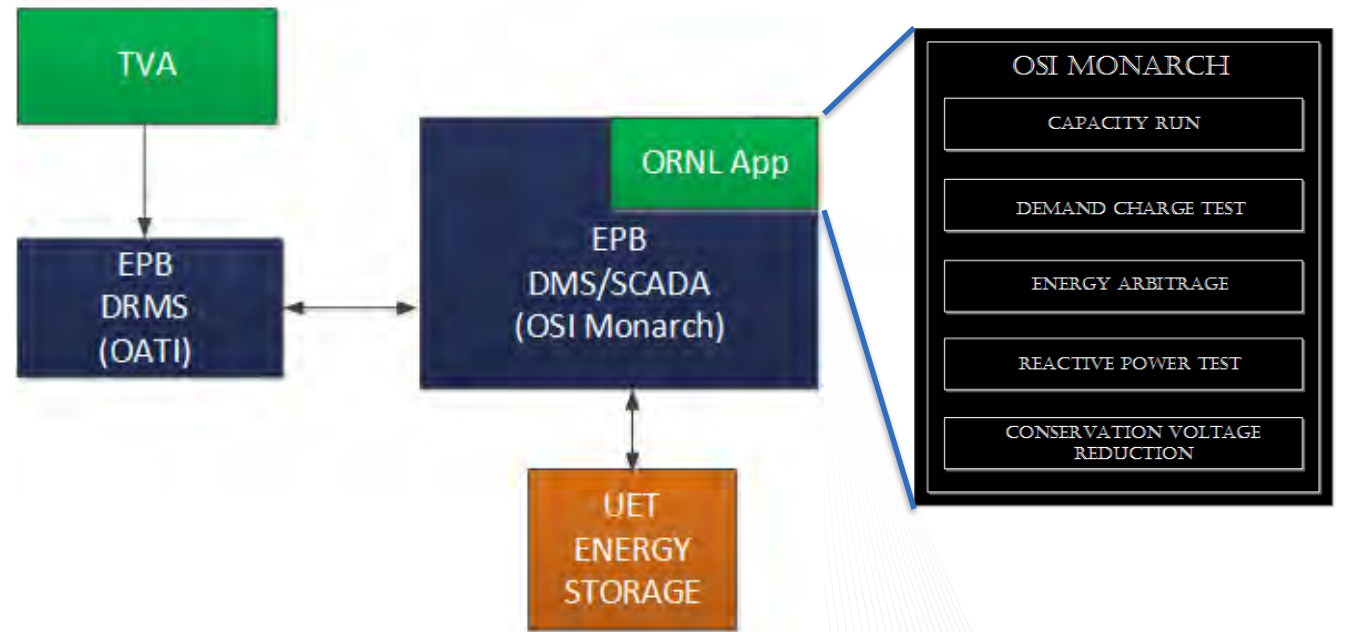 TVA
EPB
DRMS
(OATI)
ORNL App
EPB
DMS/SCADA
(OSI Monarch)
UET
ENERGY
STORAGE
OSI MONARCH
CAPACITY RUN
DEMAND CHARGE TEST
ENERGY ARBITRAGE
REACTIVE POWER TEST
CONSERVATION VOLTAGE
REDUCTION